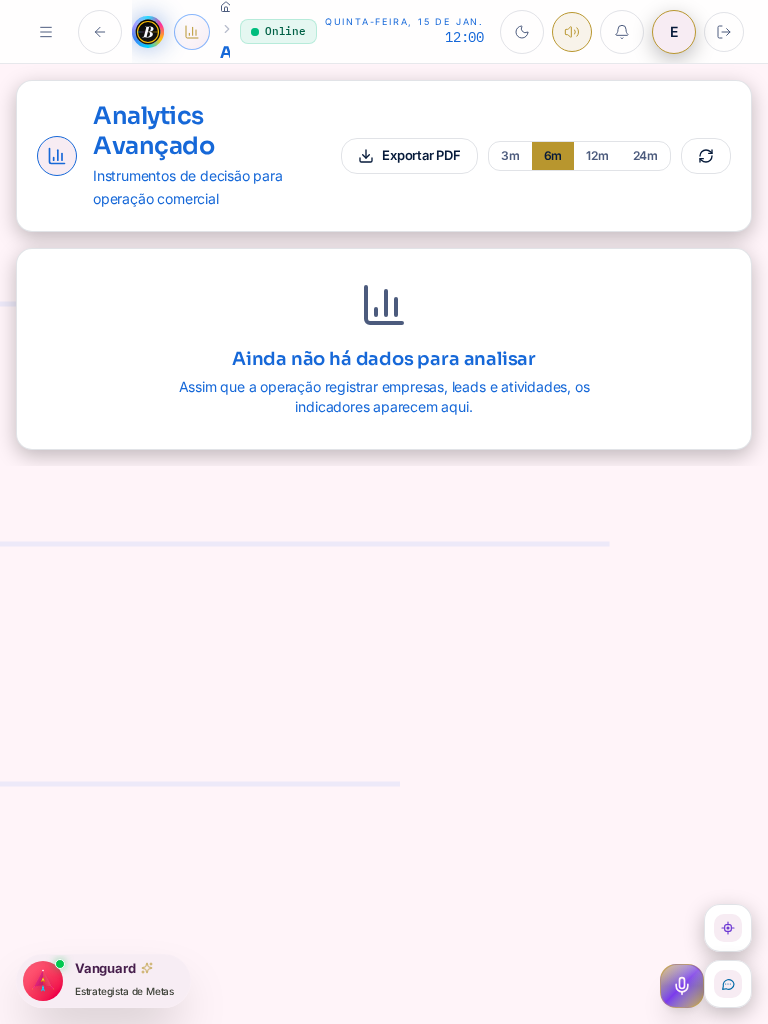 B
A
Online
QUINTA-FEIRA, 15 DE JAN.
12:00
E
Analytics
Avançado
Instrumentos de decisão para
operação comercial
Exportar PDF
3m 6m 12m 24m
Ainda não há dados para analisar
Assim que a operação registrar empresas, leads e atividades, os
indicadores aparecem aqui.
Vanguard
Estrategista de Metas